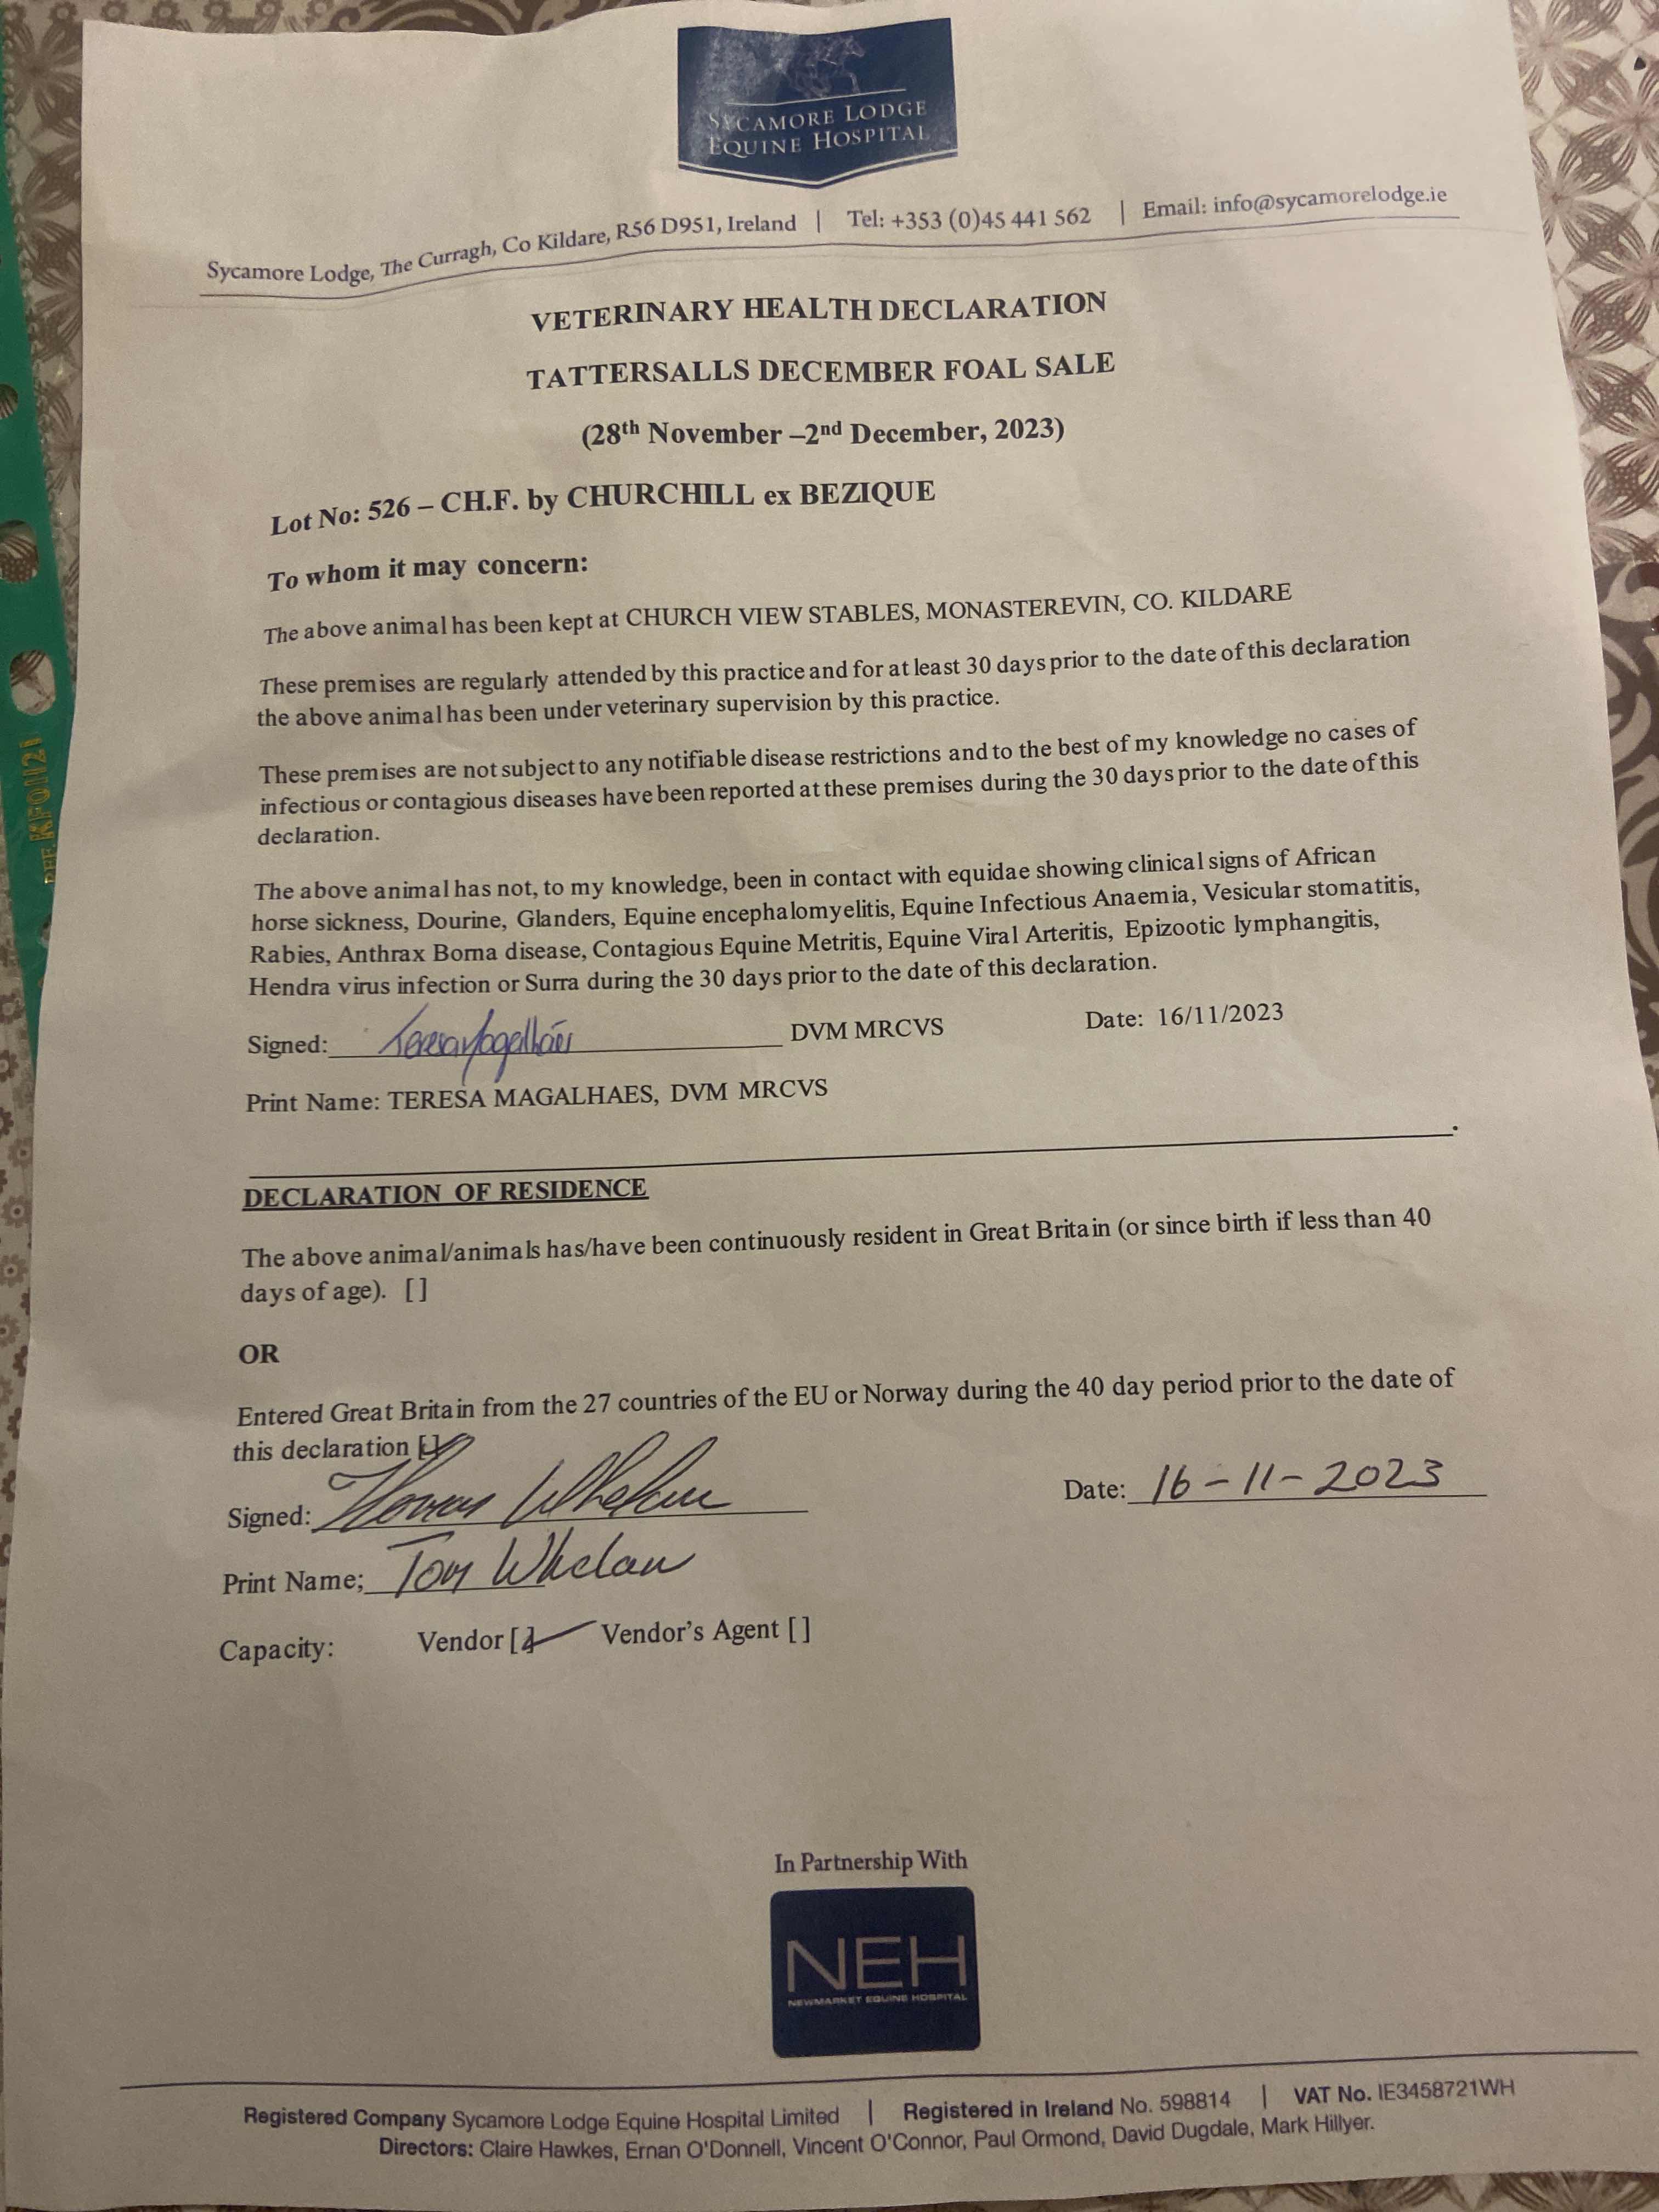 SYCAMORE LODGE
EQUINE HOSPITAL
Sycamore Lodge, The Curragh, Co Kildare, R56 D951, Ireland | Tel: +353 (0)45 441 562 | Email: info@sycamorelodge.ie
VETERINARY HEALTH DECLARATION
TATTERSALLS DECEMBER FOAL SALE
(28th November –2nd December, 2023)
Lot No: 526 – CH.F. by CHURCHILL ex BEZIQUE
To whom it may concern:
The above animal has been kept at CHURCH VIEW STABLES, MONASTEREVIN, CO. KILDARE
These premises are regularly attended by this practice and for at least 30 days prior to the date of this declaration
the above animal has been under veterinary supervision by this practice.
These premises are not subject to any notifiable disease restrictions and to the best of my knowledge no cases of
infectious or contagious diseases have been reported at these premises during the 30 days prior to the date of this
declaration.
The above animal has not, to my knowledge, been in contact with equidae showing clinical signs of African
horse sickness, Dourine, Glanders, Equine encephalomyelitis, Equine Infectious Anaemia, Vesicular stomatitis,
Rabies, Anthrax Borna disease, Contagious Equine Metritis, Equine Viral Arteritis, Epizootic lymphangitis,
Hendra virus infection or Surra during the 30 days prior to the date of this declaration.
Signed: Teresa Magalhães DVM MRCVS Date: 16/11/2023
Print Name: TERESA MAGALHAES, DVM MRCVS
DECLARATION OF RESIDENCE
The above animal/animals has/have been continuously resident in Great Britain (or since birth if less than 40
days of age). [ ]
OR
Entered Great Britain from the 27 countries of the EU or Norway during the 40 day period prior to the date of
this declaration [✓]
Signed: Thomas Whelan Date: 16-11-2023
Print Name; Tom Whelan
Capacity: Vendor [✓] Vendor's Agent [ ]
In Partnership With
NEH
NEWMARKET EQUINE HOSPITAL
Registered Company Sycamore Lodge Equine Hospital Limited | Registered in Ireland No. 598814 | VAT No. IE3458721WH
Directors: Claire Hawkes, Ernan O'Donnell, Vincent O'Connor, Paul Ormond, David Dugdale, Mark Hillyer.
REF. KF01121